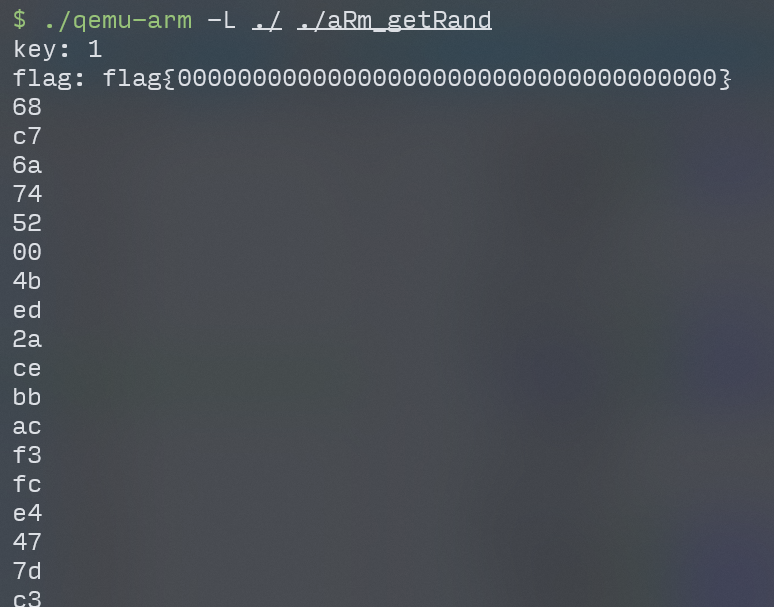 $ ./qemu-arm -L ./ ./aRm_getRand
key: 1
flag: flag{000000000000000000000000000000000000}
68
c7
6a
74
52
00
4b
ed
2a
ce
bb
ac
f3
fc
e4
47
7d
c3